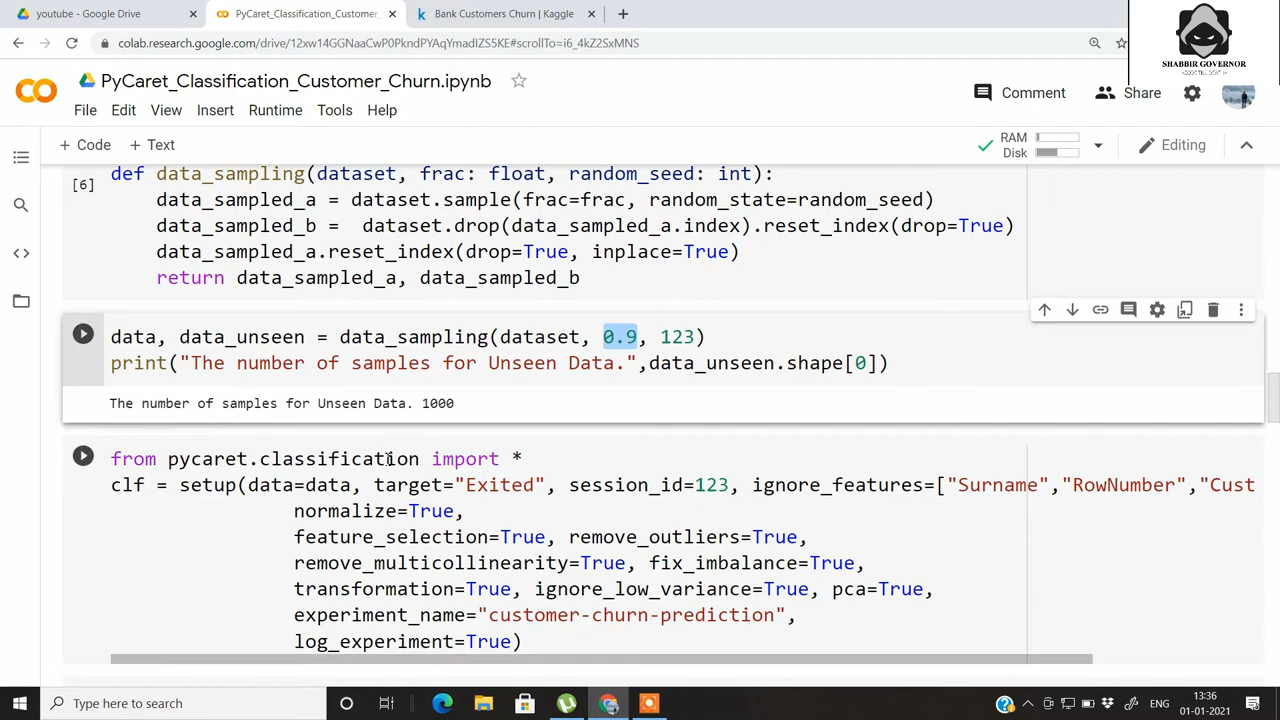 youtube - Google Drive
PyCaret_Classification_Customer_
Bank Customers Churn | Kaggle
colab.research.google.com/drive/12xw14GGNaaCwP0PkndPYAqYmadIZS5KE#scrollTo=i6_4kZ2SxMNS
SHABBIR GOVERNOR
PyCaret_Classification_Customer_Churn.ipynb
Comment
Share
File Edit View Insert Runtime Tools Help
+ Code + Text
RAM
Disk
Editing
[6]
def data_sampling(dataset, frac: float, random_seed: int):
data_sampled_a = dataset.sample(frac=frac, random_state=random_seed)
data_sampled_b = dataset.drop(data_sampled_a.index).reset_index(drop=True)
data_sampled_a.reset_index(drop=True, inplace=True)
return data_sampled_a, data_sampled_b
data, data_unseen = data_sampling(dataset, 0.9, 123)
print("The number of samples for Unseen Data.",data_unseen.shape[0])
The number of samples for Unseen Data. 1000
from pycaret.classification import *
clf = setup(data=data, target="Exited", session_id=123, ignore_features=["Surname","RowNumber","Cust
normalize=True,
feature_selection=True, remove_outliers=True,
remove_multicollinearity=True, fix_imbalance=True,
transformation=True, ignore_low_variance=True, pca=True,
experiment_name="customer-churn-prediction",
log_experiment=True)
Type here to search
ENG
13:36
01-01-2021